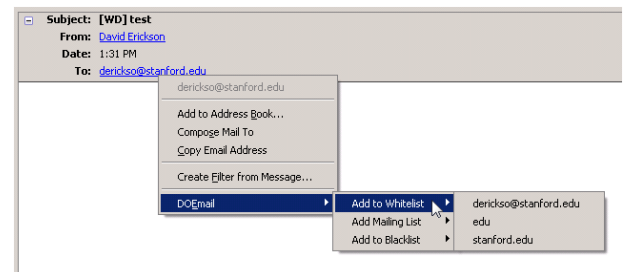 Subject: [WD] test
From: David Erickson
Date: 1:31 PM
To: derickso@stanford.edu
derickso@stanford.edu
Add to Address Book...
Compose Mail To
Copy Email Address
Create Filter from Message...
DOEmail
Add to Whitelist
Add Mailing List
Add to Blacklist
derickso@stanford.edu
edu
stanford.edu